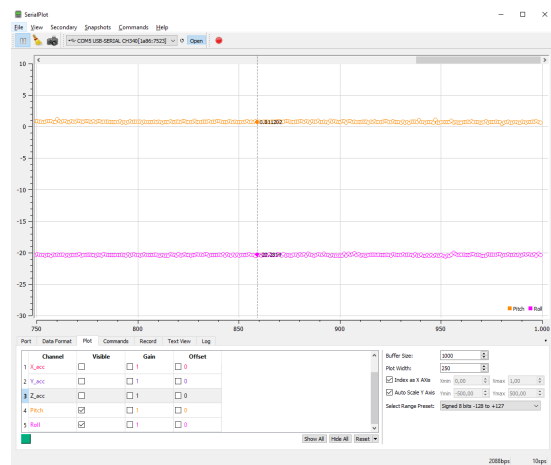 SerialPlot
File View Secondary Snapshots Commands Help
COM8 USB-SERIAL CH340[1a86:7523] Open
10
5
0
-5
-10
-15
-20
-25
-30
0.811202
750 800 850 900 950 1.000
Pitch Roll
Port Data Format Plot Commands Record Text View Log
Channel Visible Gain Offset
1 X_acc 1 0
2 Y_acc 1 0
3 Z_acc 1 0
4 Pitch 1 0
5 Roll 1 0
Show All Hide All Reset
Buffer Size: 1000
Plot Width: 250
Index as X AXis Xmin 0,00 Xmax 1,00
Auto Scale Y Axis Ymin -500,00 Ymax 500,00
Select Range Preset: Signed 8 bits -128 to +127
2088bps 10sps